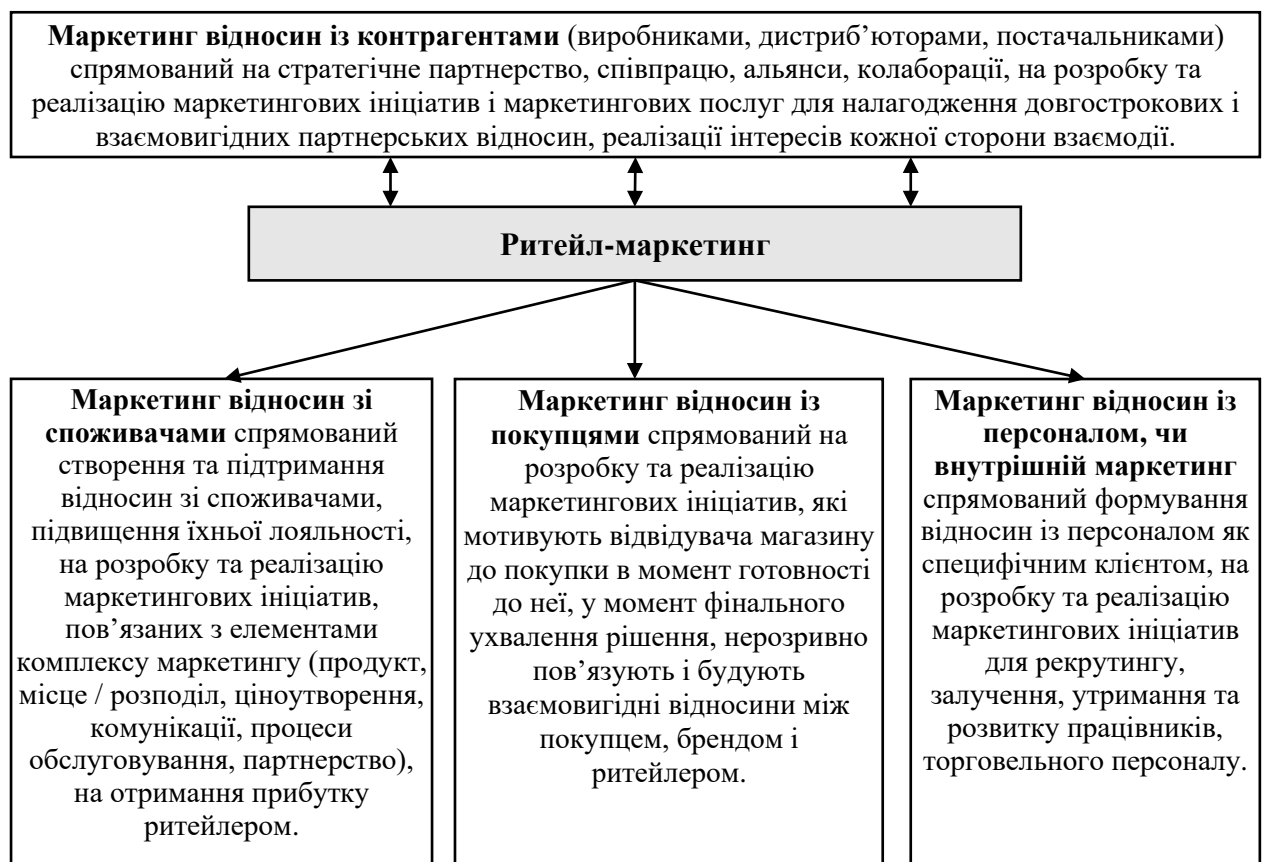 Маркетинг відносин із контрагентами (виробниками, дистриб’юторами, постачальниками)
спрямований на стратегічне партнерство, співпрацю, альянси, колаборації, на розробку та
реалізацію маркетингових ініціатив і маркетингових послуг для налагодження довгострокових і
взаємовигідних партнерських відносин, реалізації інтересів кожної сторони взаємодії.
Ритейл-маркетинг
Маркетинг відносин зі
споживачами спрямований
створення та підтримання
відносин зі споживачами,
підвищення їхньої лояльності,
на розробку та реалізацію
маркетингових ініціатив,
пов’язаних з елементами
комплексу маркетингу (продукт,
місце / розподіл, ціноутворення,
комунікації, процеси
обслуговування, партнерство),
на отримання прибутку
ритейлером.
Маркетинг відносин із
покупцями спрямований на
розробку та реалізацію
маркетингових ініціатив, які
мотивують відвідувача магазину
до покупки в момент готовності
до неї, у момент фінального
ухвалення рішення, нерозривно
пов’язують і будують
взаємовигідні відносини між
покупцем, брендом і
ритейлером.
Маркетинг відносин із
персоналом, чи
внутрішній маркетинг
спрямований формування
відносин із персоналом як
специфічним клієнтом, на
розробку та реалізацію
маркетингових ініціатив
для рекрутингу,
залучення, утримання та
розвитку працівників,
торговельного персоналу.